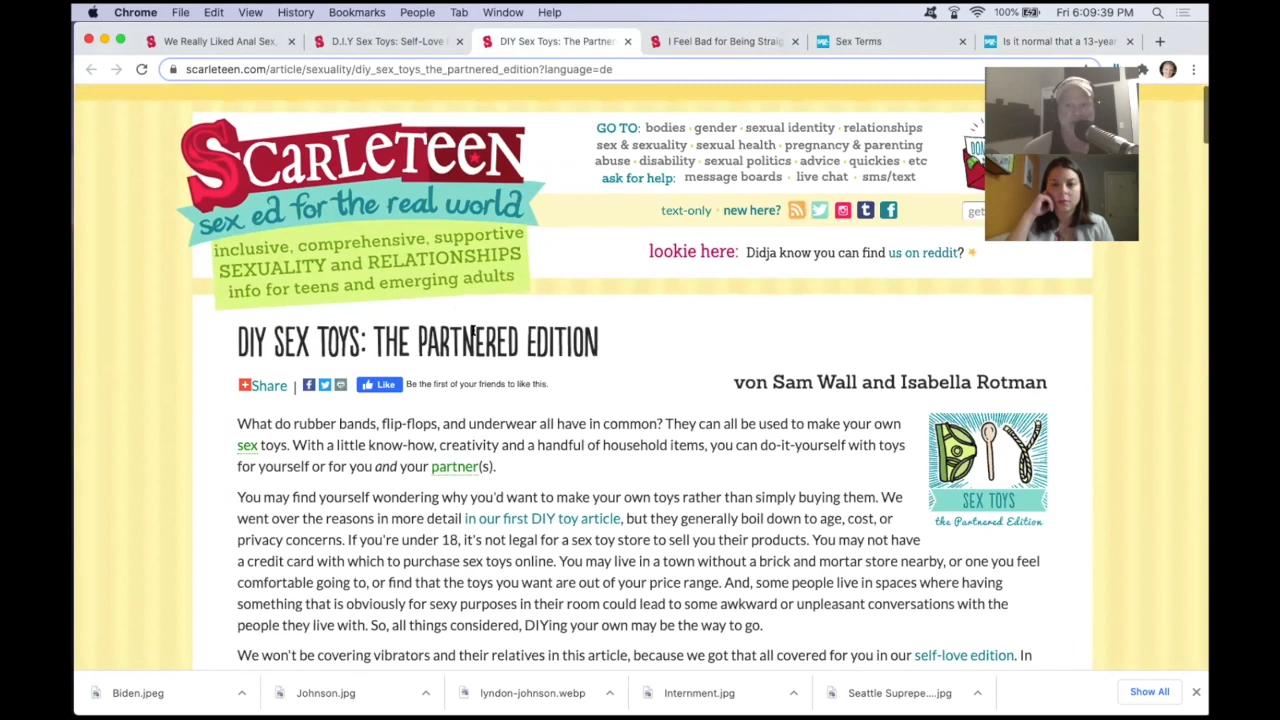 Chrome File Edit View History Bookmarks People Tab Window Help 100% Fri 6:09:39 PM
We Really Liked Anal Sex,
D.I.Y Sex Toys: Self-Love
DIY Sex Toys: The Partner
I Feel Bad for Being Straig
Sex Terms
Is it normal that a 13-year
scarleteen.com/article/sexuality/diy_sex_toys_the_partnered_edition?language=de
SCARLETEEN
sex ed for the real world
inclusive, comprehensive, supportive
SEXUALITY and RELATIONSHIPS
info for teens and emerging adults
GO TO: bodies · gender · sexual identity · relationships
sex & sexuality · sexual health · pregnancy & parenting
abuse · disability · sexual politics · advice · quickies · etc
ask for help: message boards · live chat · sms/text
DON
text-only · new here?
get
lookie here: Didja know you can find us on reddit?
DIY SEX TOYS: THE PARTNERED EDITION
Share | Like Be the first of your friends to like this.
von Sam Wall and Isabella Rotman
What do rubber bands, flip-flops, and underwear all have in common? They can all be used to make your own
sex toys. With a little know-how, creativity and a handful of household items, you can do-it-yourself with toys
for yourself or for you and your partner(s).
DIY
SEX TOYS
the Partnered Edition
You may find yourself wondering why you'd want to make your own toys rather than simply buying them. We
went over the reasons in more detail in our first DIY toy article, but they generally boil down to age, cost, or
privacy concerns. If you're under 18, it's not legal for a sex toy store to sell you their products. You may not have
a credit card with which to purchase sex toys online. You may live in a town without a brick and mortar store nearby, or one you feel
comfortable going to, or find that the toys you want are out of your price range. And, some people live in spaces where having
something that is obviously for sexy purposes in their room could lead to some awkward or unpleasant conversations with the
people they live with. So, all things considered, DIYing your own may be the way to go.
We won't be covering vibrators and their relatives in this article, because we got that all covered for you in our self-love edition. In
Biden.jpeg
Johnson.jpg
lyndon-johnson.webp
Internment.jpg
Seattle Suprepe....jpg
Show All